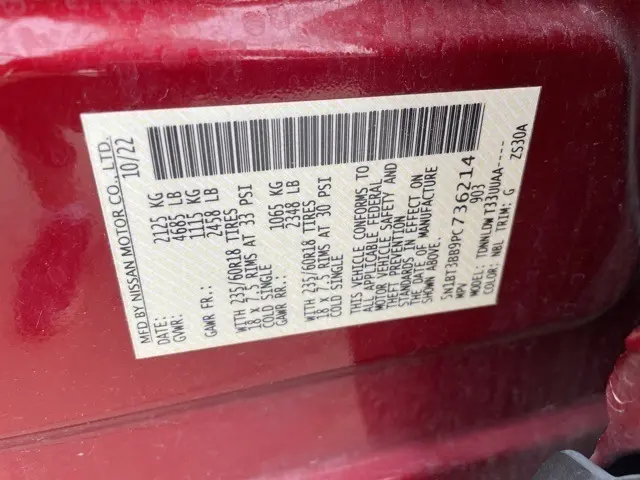 MFD BY NISSAN MOTOR CO., LTD.
DATE: 10/22
GVWR: 2125 KG
4685 LB
GAWR FR.: 1115 KG
2458 LB
WITH 235/60R18 TIRES
18 X 7.5 RIMS AT 33 PSI
COLD SINGLE
GAWR RR.: 1065 KG
2348 LB
WITH 235/60R18 TIRES
18 X 7.5 RIMS AT 30 PSI
COLD SINGLE
THIS VEHICLE CONFORMS TO
ALL APPLICABLE FEDERAL
MOTOR VEHICLE SAFETY AND
THEFT PREVENTION
STANDARDS IN EFFECT ON
THE DATE OF MANUFACTURE
SHOWN ABOVE.
5N1BT3BB9PC736214
MPV 903
MODEL: TDNNLDWT33UUAA----
COLOR: NBL TRIM: G ZS30A